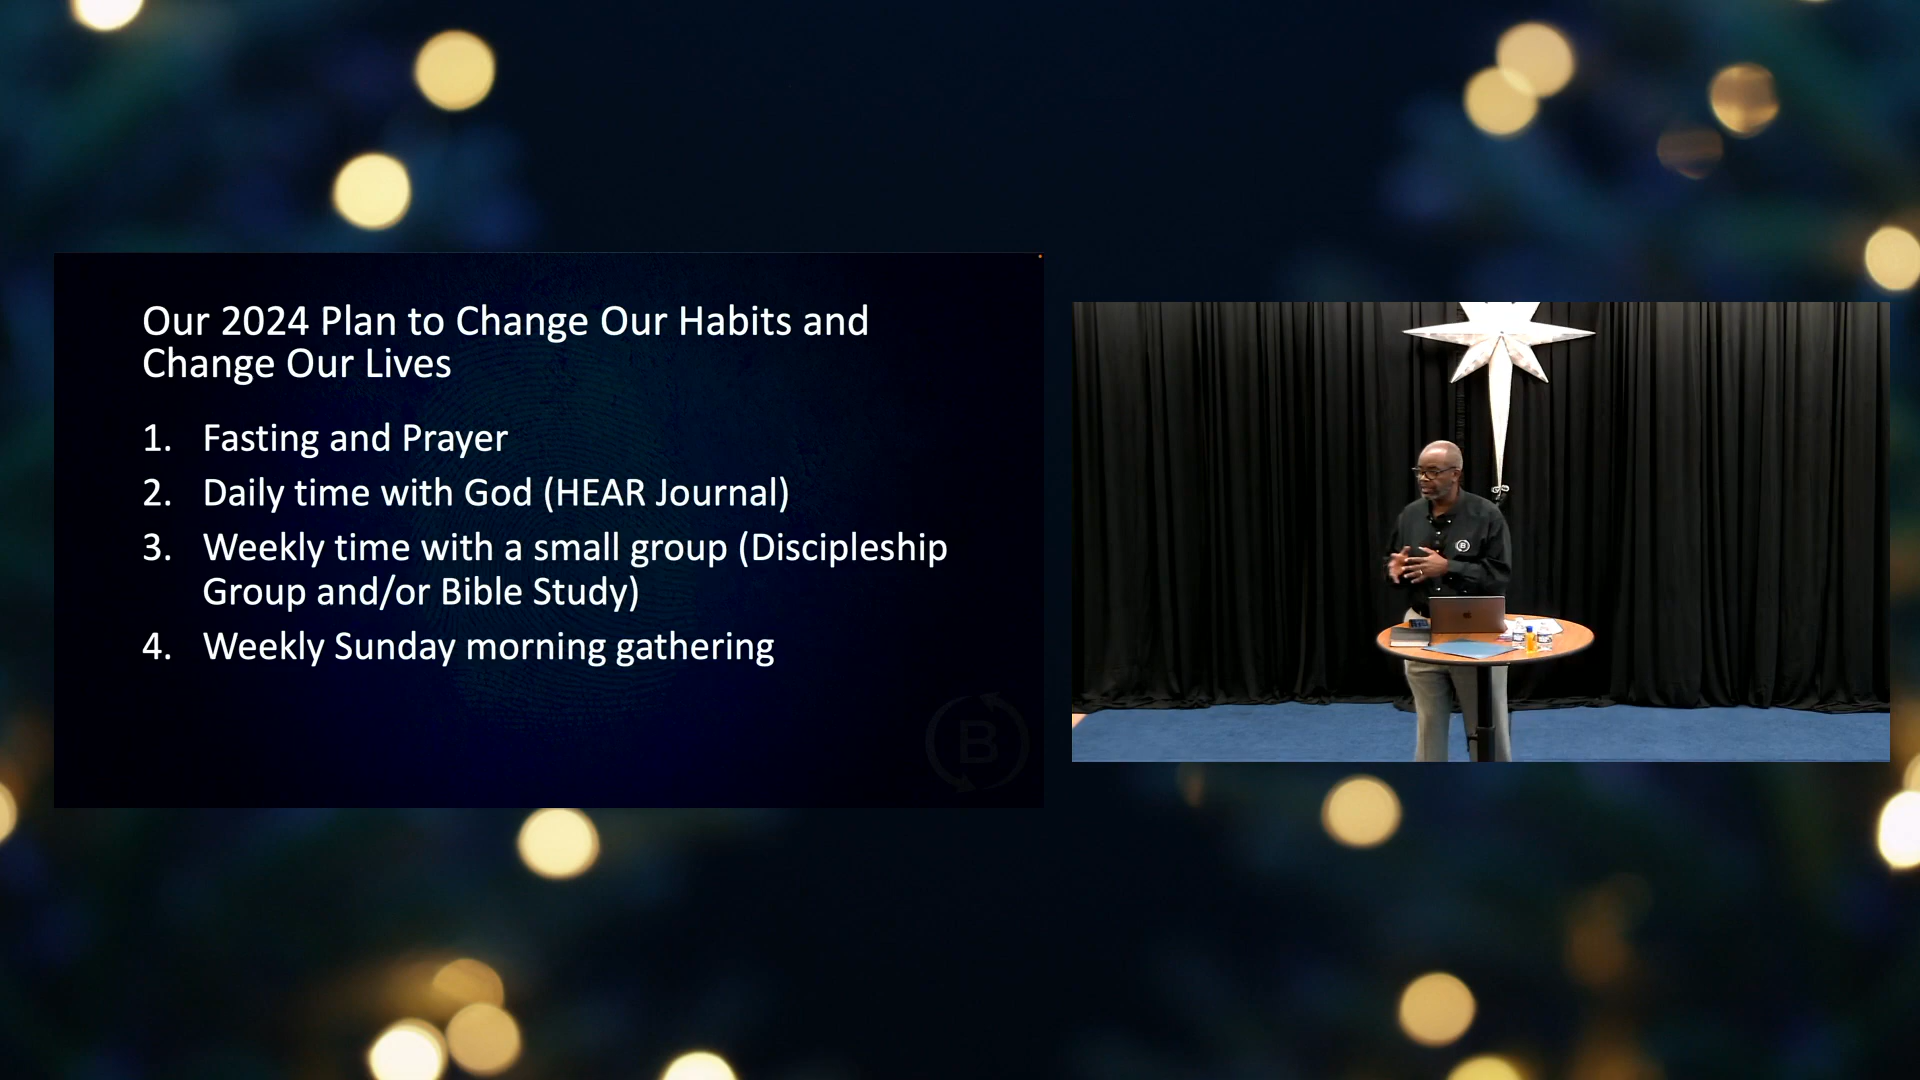 Our 2024 Plan to Change Our Habits and
Change Our Lives
1. Fasting and Prayer
2. Daily time with God (HEAR Journal)
3. Weekly time with a small group (Discipleship
Group and/or Bible Study)
4. Weekly Sunday morning gathering
B
B